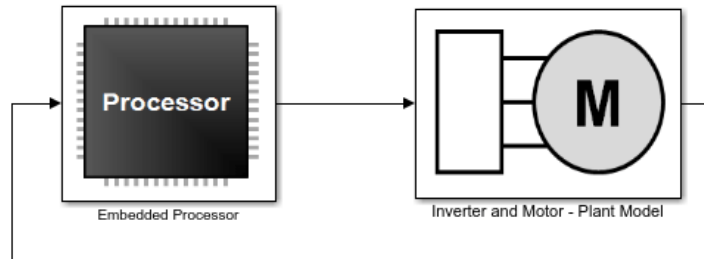 Processor
M
Embedded Processor
Inverter and Motor - Plant Model